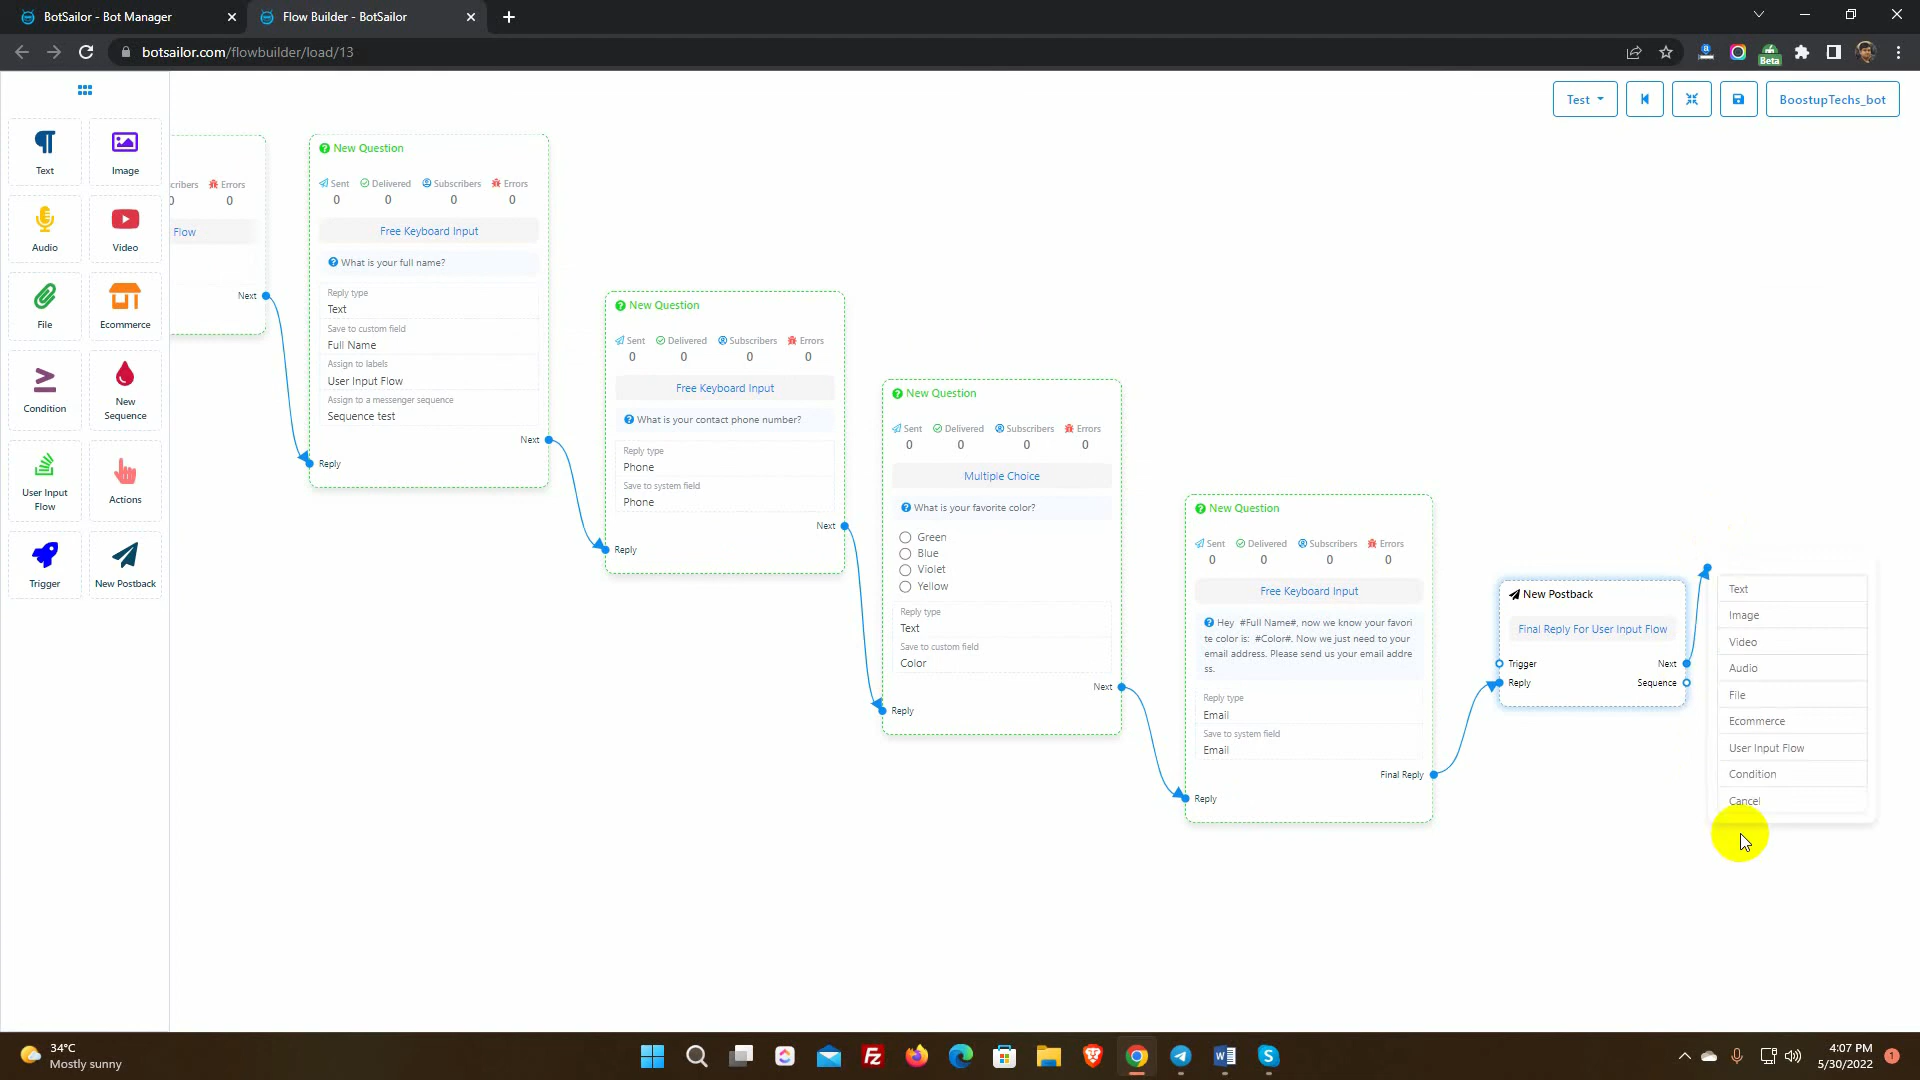 BotSailor - Bot Manager
Flow Builder - BotSailor
botsailor.com/flowbuilder/load/13
Beta
Test
BoostupTechs_bot
Text
Image
Audio
Video
File
Ecommerce
Condition
New
Sequence
User Input
Flow
Actions
Trigger
New Postback
cribers
Errors
0
0
Flow
Next
New Question
Sent
Delivered
Subscribers
Errors
0
0
0
0
Free Keyboard Input
What is your full name?
Reply type
Text
Save to custom field
Full Name
Assign to labels
User Input Flow
Assign to a messenger sequence
Sequence test
Next
Reply
New Question
Sent
Delivered
Subscribers
Errors
0
0
0
0
Free Keyboard Input
What is your contact phone number?
Reply type
Phone
Save to system field
Phone
Next
Reply
New Question
Sent
Delivered
Subscribers
Errors
0
0
0
0
Multiple Choice
What is your favorite color?
Green
Blue
Violet
Yellow
Reply type
Text
Save to custom field
Color
Next
Reply
New Question
Sent
Delivered
Subscribers
Errors
0
0
0
0
Free Keyboard Input
Hey #Full Name#, now we know your favori
te color is: #Color#. Now we just need to your
email address. Please send us your email addre
ss.
Reply type
Email
Save to system field
Email
Final Reply
Reply
New Postback
Final Reply For User Input Flow
Trigger
Next
Reply
Sequence
Text
Image
Video
Audio
File
Ecommerce
User Input Flow
Condition
Cancel
34°C
Mostly sunny
4:07 PM
5/30/2022
1